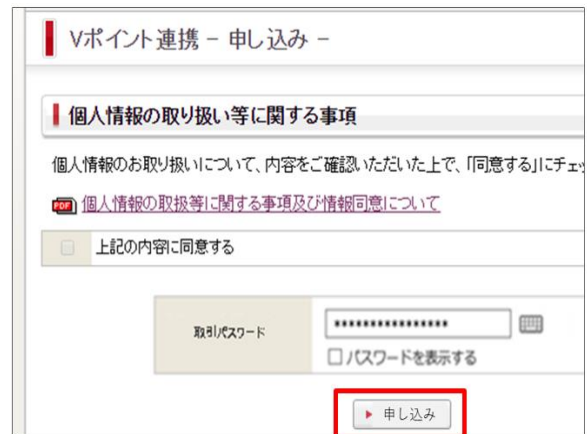 Vポイント連携 - 申し込み -
個人情報の取り扱い等に関する事項
個人情報のお取り扱いについて、内容をご確認いただいた上で、「同意する」にチェッ
PDF 個人情報の取扱等に関する事項及び情報同意について
上記の内容に同意する
取引パスワード ****************
パスワードを表示する
申し込み